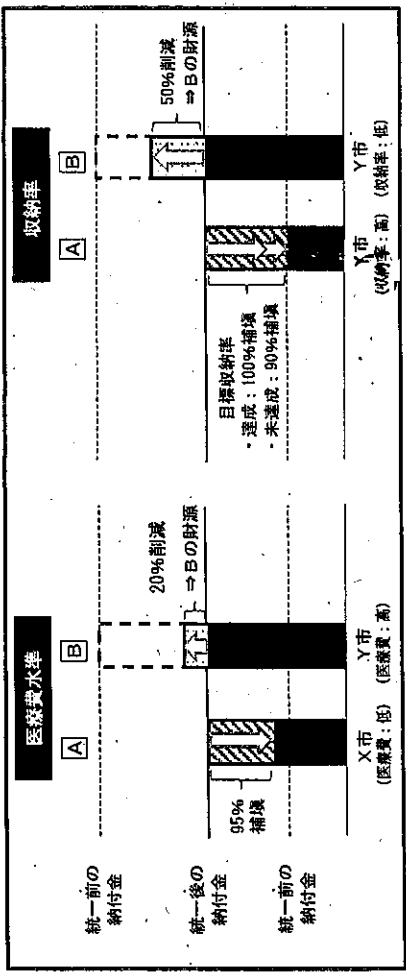 医療費水準
A
B
統一前の
納付金
統一後の
納付金
統一前の
納付金
95%
補塡
20%削減
⇒Bの財源
X市
(医療費:低)
Y市
(医療費:高)
収納率
A
B
目標収納率
・達成:100%補塡
・未達成:90%補塡
50%削減
⇒Bの財源
市
(収納率:高)
Y市
(収納率:低)